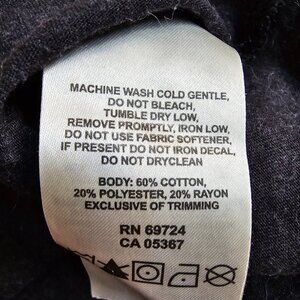 MACHINE WASH COLD GENTLE,
DO NOT BLEACH,
TUMBLE DRY LOW,
REMOVE PROMPTLY, IRON LOW,
DO NOT USE FABRIC SOFTENER,
IF PRESENT DO NOT IRON DECAL,
DO NOT DRYCLEAN
BODY: 60% COTTON,
20% POLYESTER, 20% RAYON
EXCLUSIVE OF TRIMMING
RN 69724
CA 05367